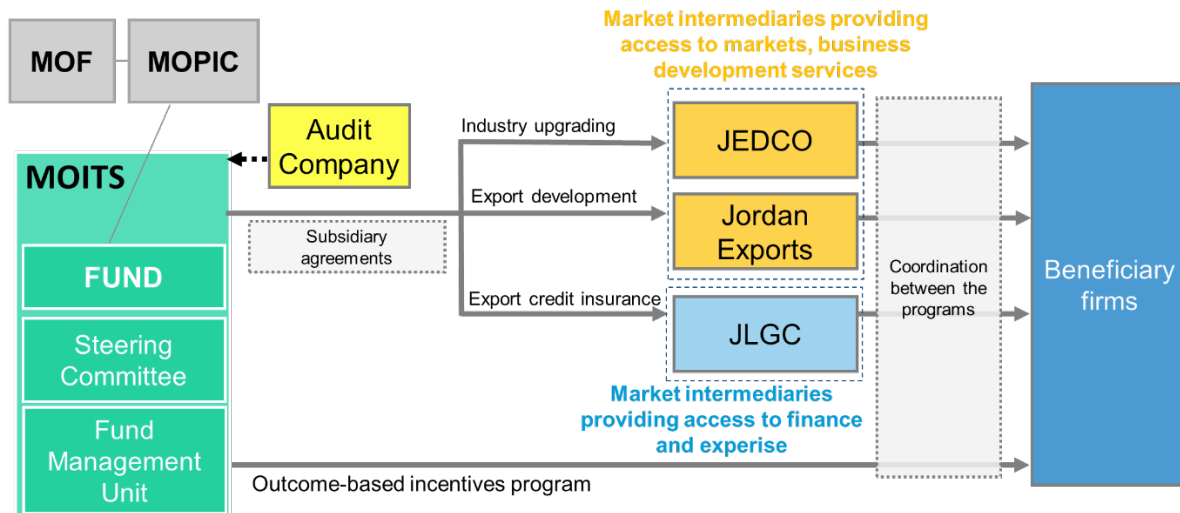 MOF
MOPIC
Audit
Company
MOITS
FUND
Steering
Committee
Fund
Management
Unit
Subsidiary
agreements
Industry upgrading
Export development
Export credit insurance
Outcome-based incentives program
Market intermediaries providing
access to markets, business
development services
JEDCO
Jordan
Exports
JLGC
Market intermediaries
providing access to finance
and experise
Coordination
between the
programs
Beneficiary
firms